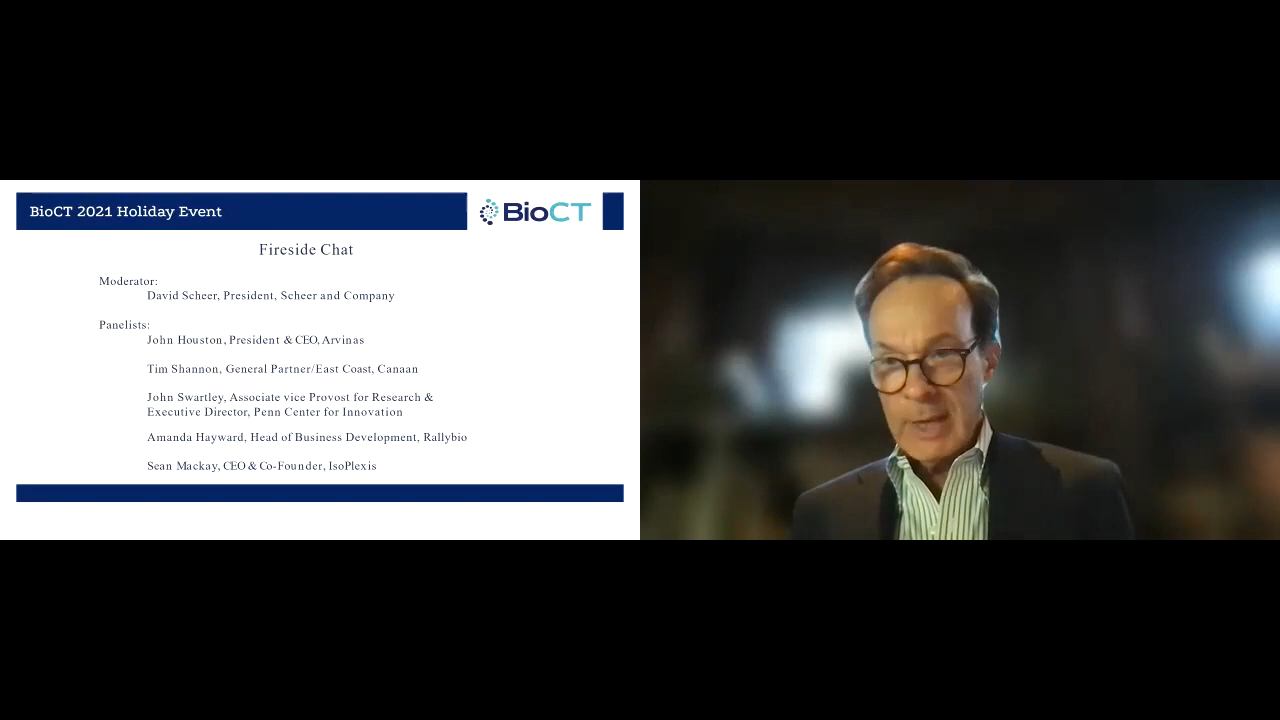 BioCT 2021 Holiday Event
BioCT
Fireside Chat
Moderator:
David Scheer, President, Scheer and Company
Panelists:
John Houston, President & CEO, Arvinas
Tim Shannon, General Partner/East Coast, Canaan
John Swartley, Associate vice Provost for Research &
Executive Director, Penn Center for Innovation
Amanda Hayward, Head of Business Development, Rallybio
Sean Mackay, CEO & Co-Founder, IsoPlexis